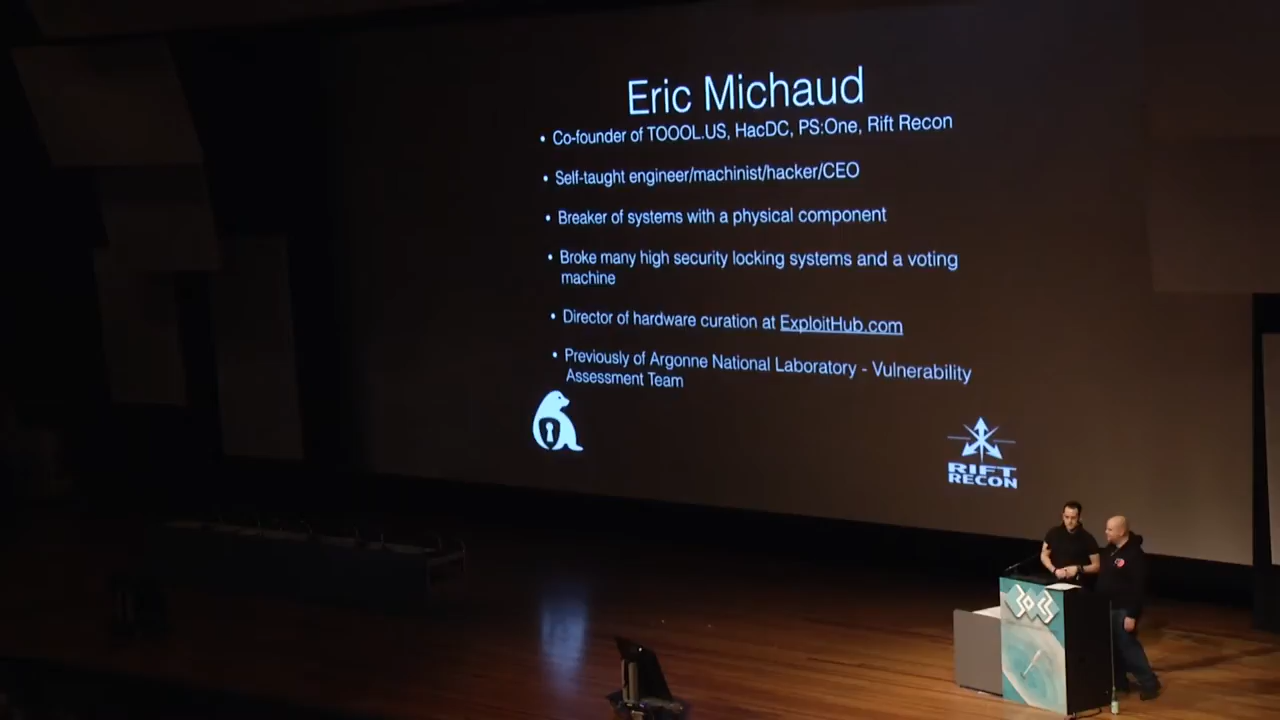 Eric Michaud
• Co-founder of TOOOL.US, HacDC, PS:One, Rift Recon
• Self-taught engineer/machinist/hacker/CEO
• Breaker of systems with a physical component
• Broke many high security locking systems and a voting
machine
• Director of hardware curation at ExploitHub.com
• Previously of Argonne National Laboratory - Vulnerability
Assessment Team
RIFT
RECON
30C3